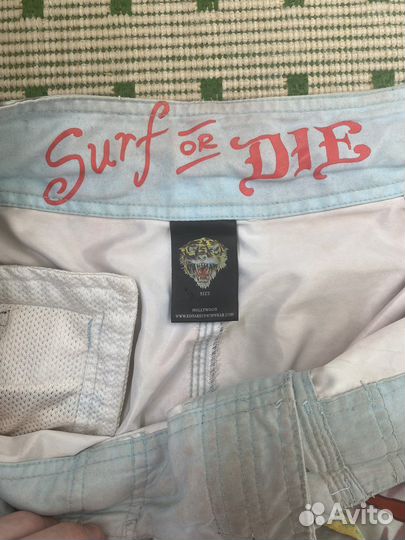 Surf OR DIE
SIZE
HOLLYWOOD
Avito